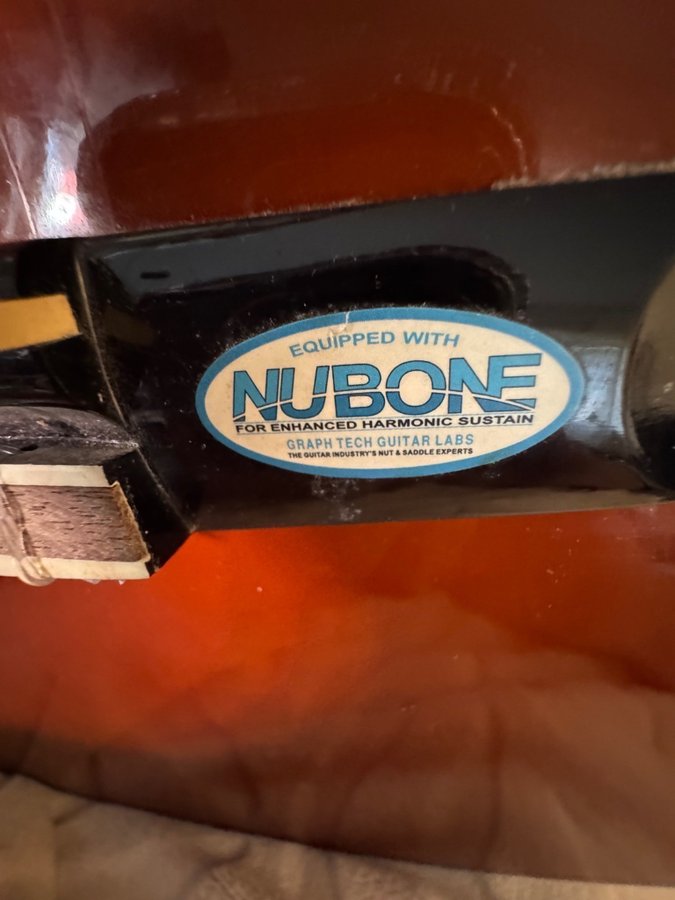 EQUIPPED WITH
NUBONE
FOR ENHANCED HARMONIC SUSTAIN
GRAPH TECH GUITAR LABS
THE GUITAR INDUSTRY'S NUT & SADDLE EXPERTS